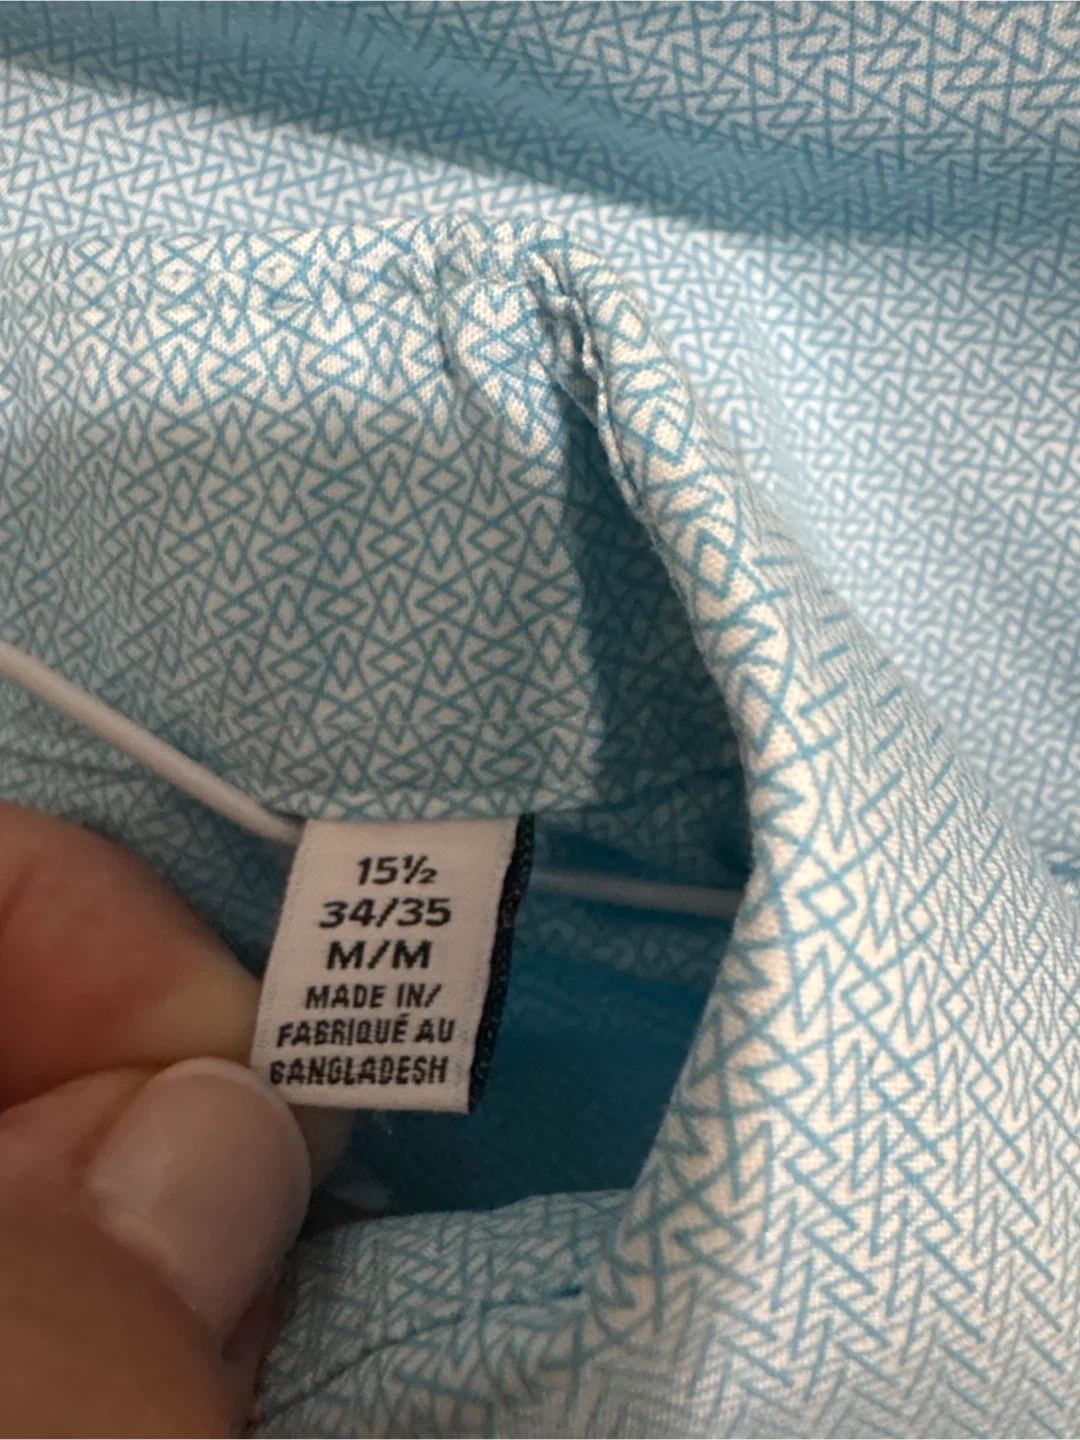 15½
34/35
M/M
MADE IN/
FABRIQUÉ AU
BANGLADESH